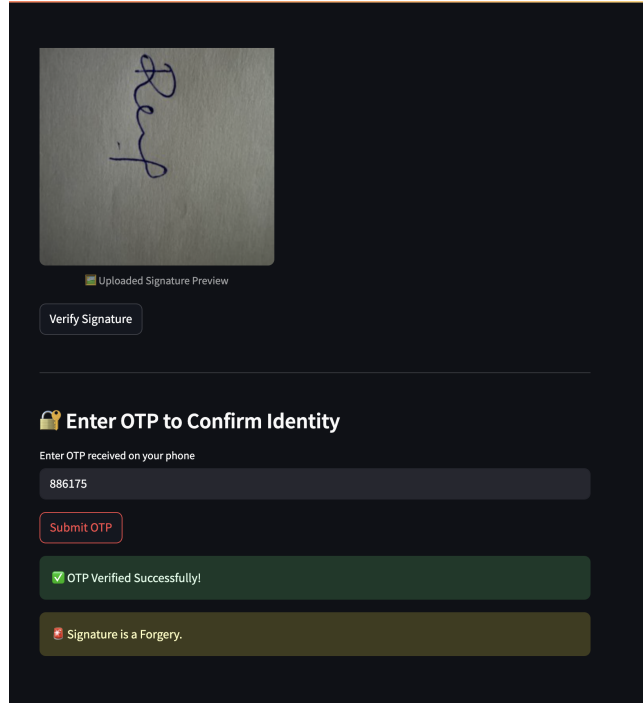 Uploaded Signature Preview
Verify Signature
Enter OTP to Confirm Identity
Enter OTP received on your phone
886175
Submit OTP
OTP Verified Successfully!
Signature is a Forgery.